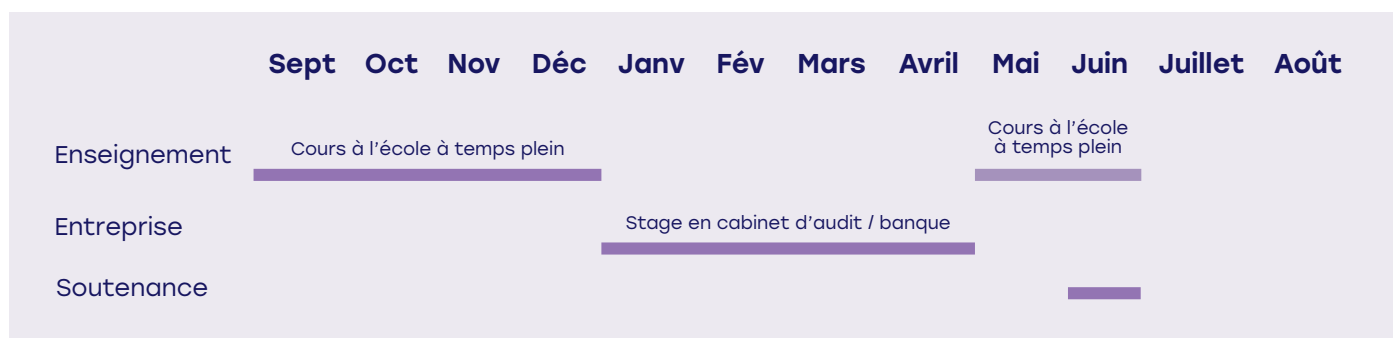 Sept Oct Nov Déc Janv Fév Mars Avril Mai Juin Juillet Août
Enseignement
Cours à l'école à temps plein
Cours à l'école
à temps plein
Entreprise
Stage en cabinet d'audit / banque
Soutenance